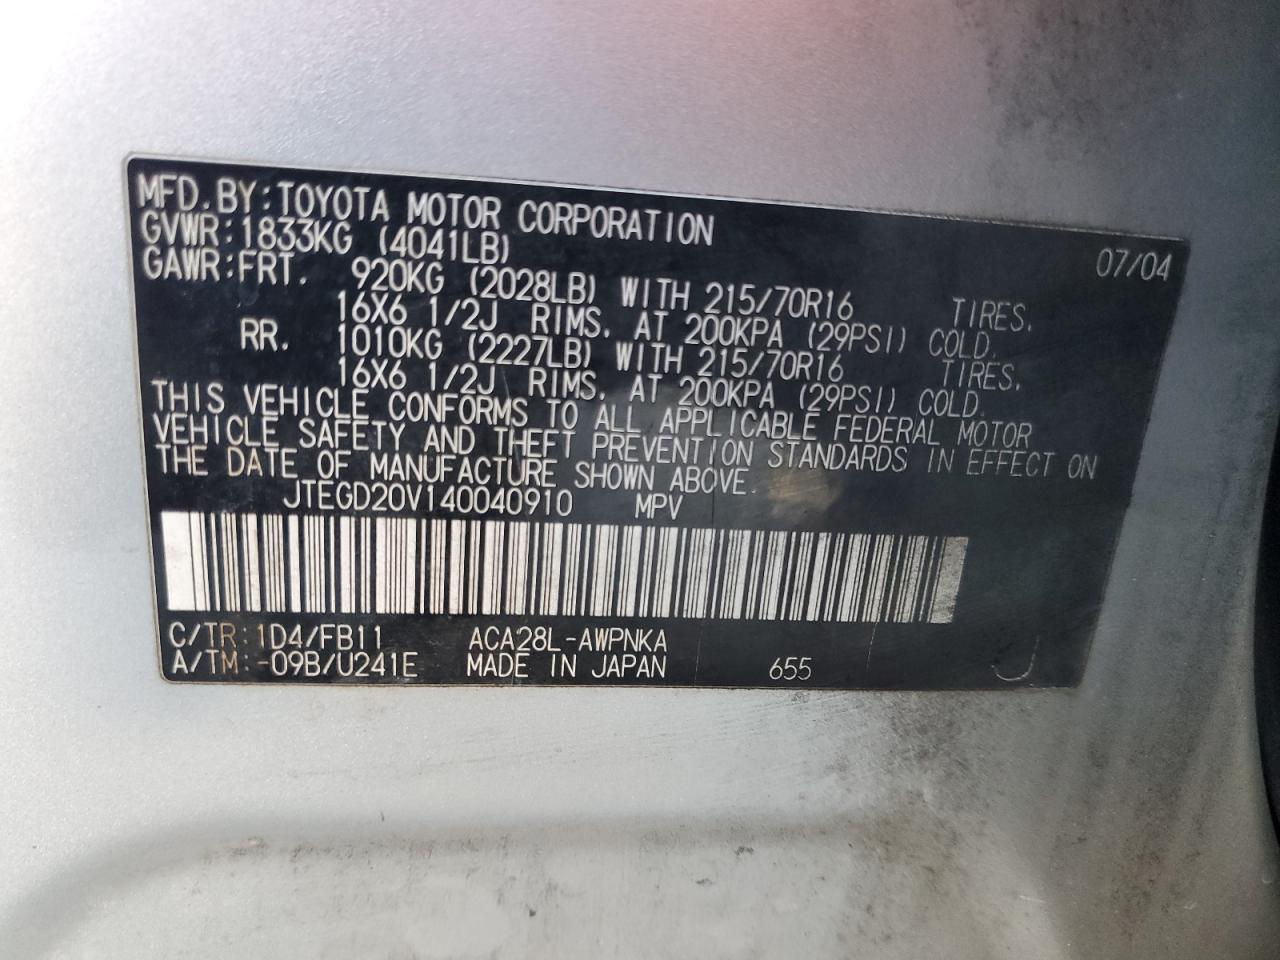 MFD. BY: TOYOTA MOTOR CORPORATION 07/04
GVWR: 1833KG (4041LB)
GAWR: FRT. 920KG (2028LB) WITH 215/70R16 TIRES,
16X6 1/2J RIMS, AT 200KPA (29PSI) COLD.
RR. 1010KG (2227LB) WITH 215/70R16 TIRES,
16X6 1/2J RIMS, AT 200KPA (29PSI) COLD.
THIS VEHICLE CONFORMS TO ALL APPLICABLE FEDERAL MOTOR
VEHICLE SAFETY AND THEFT PREVENTION STANDARDS IN EFFECT ON
THE DATE OF MANUFACTURE SHOWN ABOVE.
JTEGD20V140040910 MPV
C/TR: 1D4/FB11 ACA28L-AWPNKA
A/TM: -09B/U241E MADE IN JAPAN 655 J